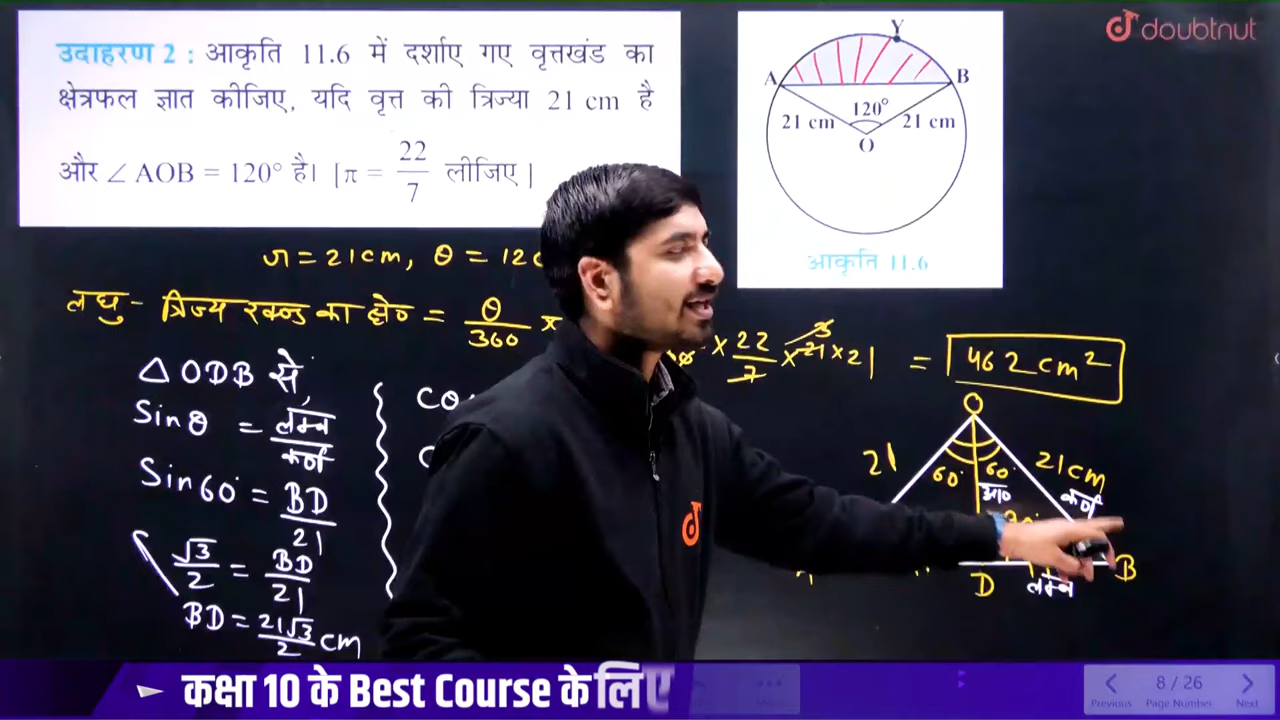 उदाहरण 2 : आकृति 11.6 में दर्शाए गए वृत्तखंड का
क्षेत्रफल ज्ञात कीजिए, यदि वृत्त की त्रिज्या 21 cm है
और ∠ AOB = 120° है। [π = 22/7 लीजिए]
Y
A
B
120°
21 cm
21 cm
O
आकृति 11.6
doubtnut
r = 21cm, θ =
लघु - त्रिज्य खण्ड का क्षे० = θ/360 ×
× 22/7 × 21 × 21 = 462 cm²
3
△ ODB से,
Sinθ = लम्ब/कर्ण
Sin60° = BD/21
√3/2 = BD/21
BD = 21√3/2 cm
O
21
60°
60°
21cm
कर्ण
D
लम्ब
B
कक्षा 10 के Best Course के लिए
8 / 26
Previous
Page Number
Next